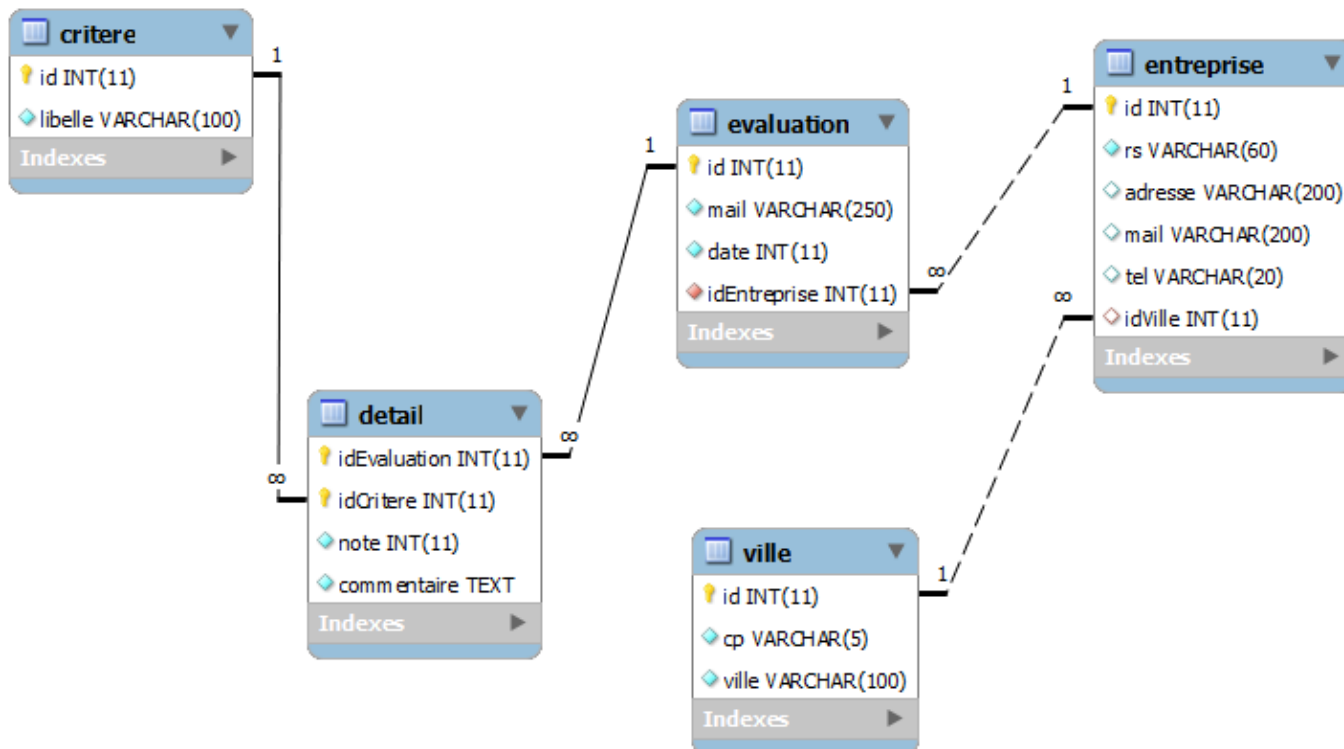 critere
id INT(11)
libelle VARCHAR(100)
Indexes
1
∞
detail
idEvaluation INT(11)
idCritere INT(11)
note INT(11)
commentaire TEXT
Indexes
∞
1
evaluation
id INT(11)
mail VARCHAR(250)
date INT(11)
idEntreprise INT(11)
Indexes
∞
1
entreprise
id INT(11)
rs VARCHAR(60)
adresse VARCHAR(200)
mail VARCHAR(200)
tel VARCHAR(20)
idVille INT(11)
Indexes
∞
1
ville
id INT(11)
cp VARCHAR(5)
ville VARCHAR(100)
Indexes